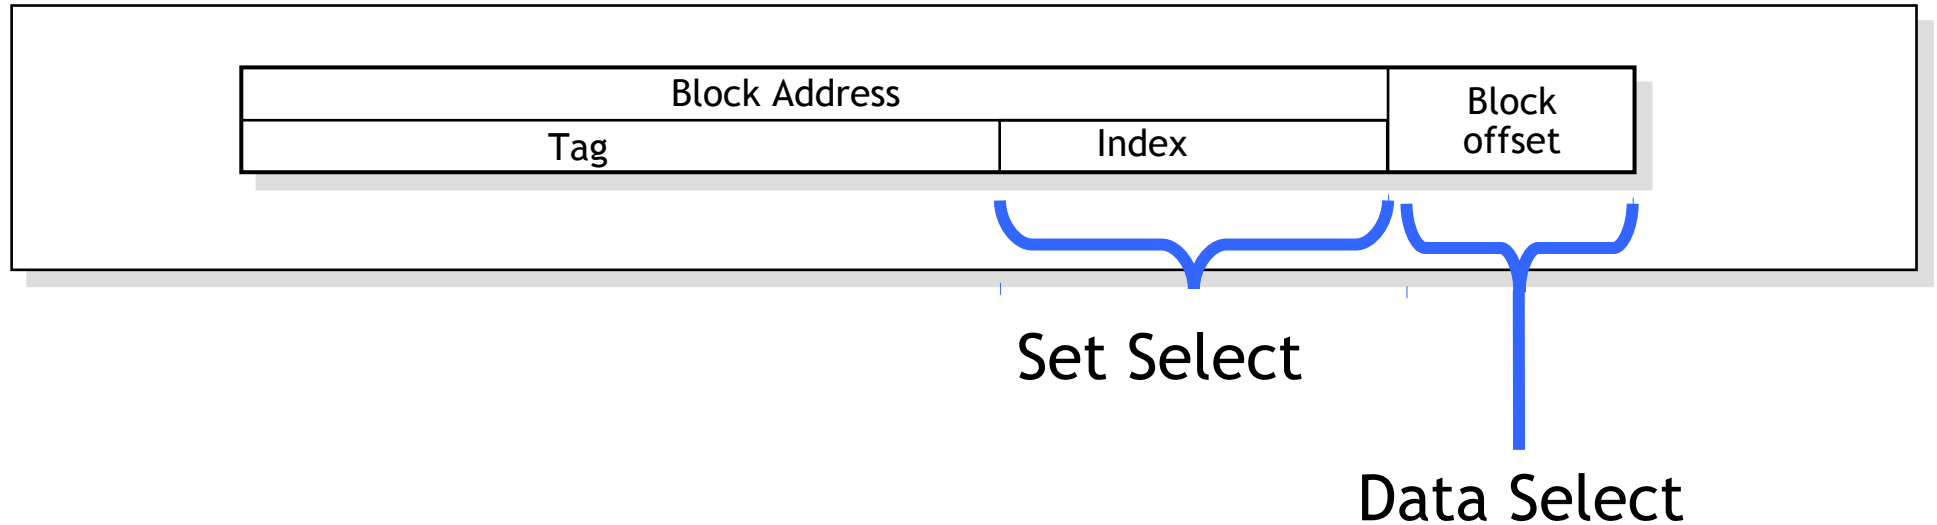 Block Address
Tag
Index
Block
offset
Set Select
Data Select